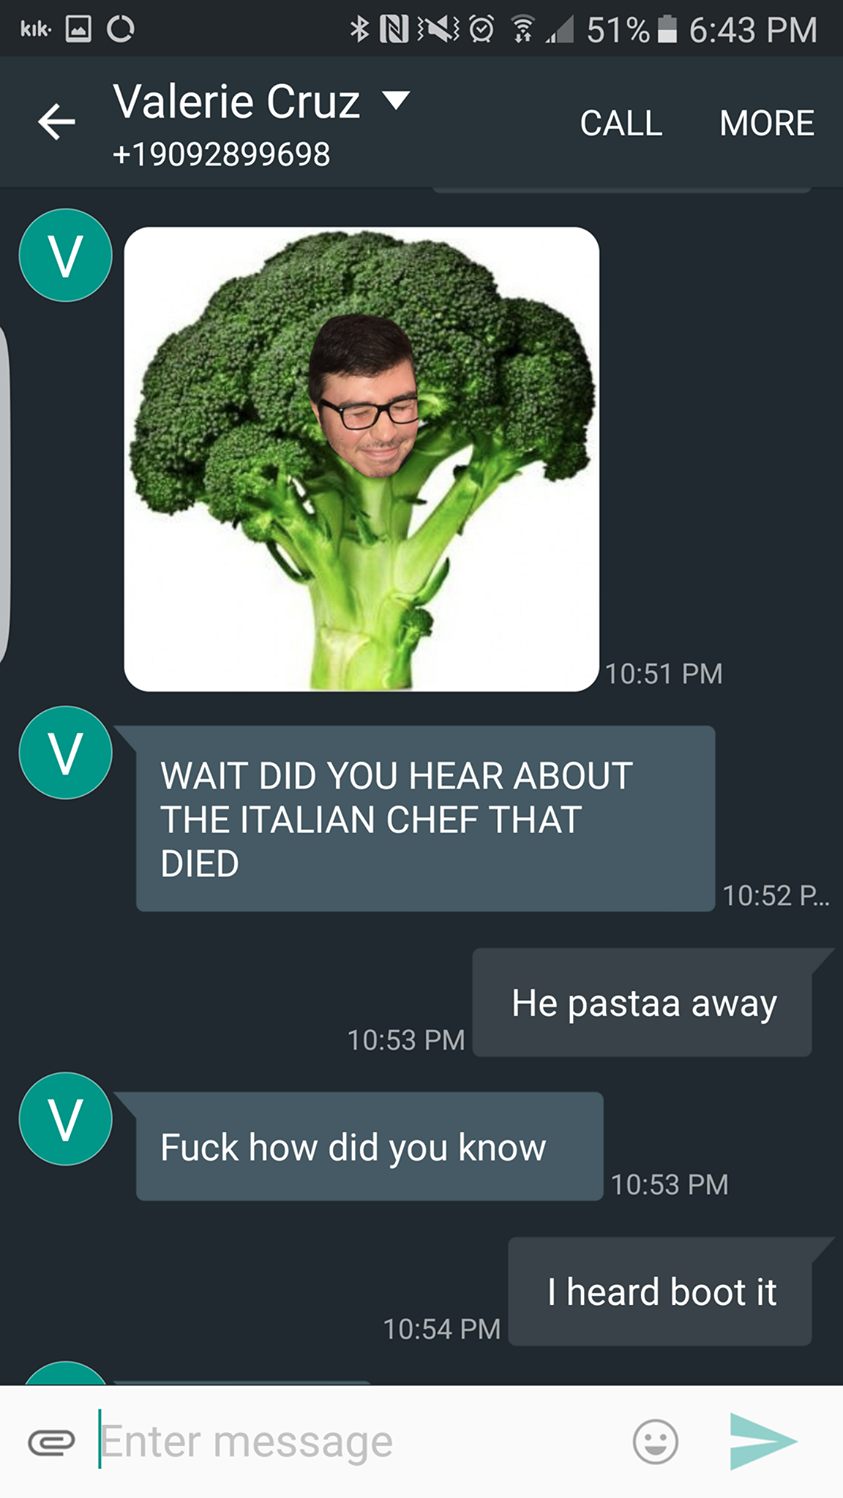 kik·
51%
6:43 PM
Valerie Cruz
CALL
MORE
+19092899698
V
10:51 PM
V
WAIT DID YOU HEAR ABOUT
THE ITALIAN CHEF THAT
DIED
10:52 P...
He pastaa away
10:53 PM
V
Fuck how did you know
10:53 PM
I heard boot it
10:54 PM
Enter message